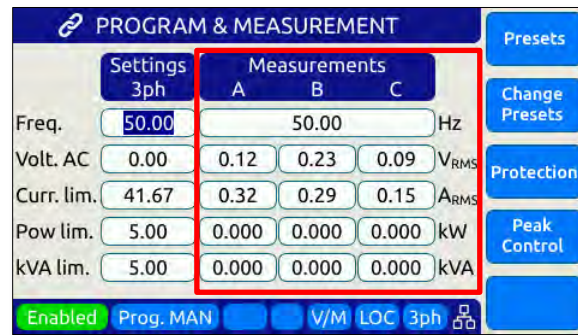 PROGRAM & MEASUREMENT
Presets
Settings Measurements
3ph A B C
Change
Presets
Freq. 50.00 50.00 Hz
Volt. AC 0.00 0.12 0.23 0.09 VRMS
Protection
Curr. lim. 41.67 0.32 0.29 0.15 ARMS
Pow lim. 5.00 0.000 0.000 0.000 kW
Peak
Control
kVA lim. 5.00 0.000 0.000 0.000 kVA
Enabled Prog. MAN V/M LOC 3ph